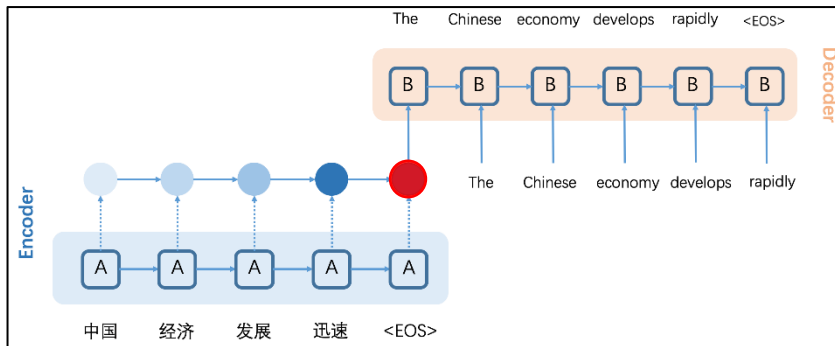 The Chinese economy develops rapidly <EOS>
B B B B B B
Decoder
The Chinese economy develops rapidly
Encoder
A A A A A
中国 经济 发展 迅速 <EOS>